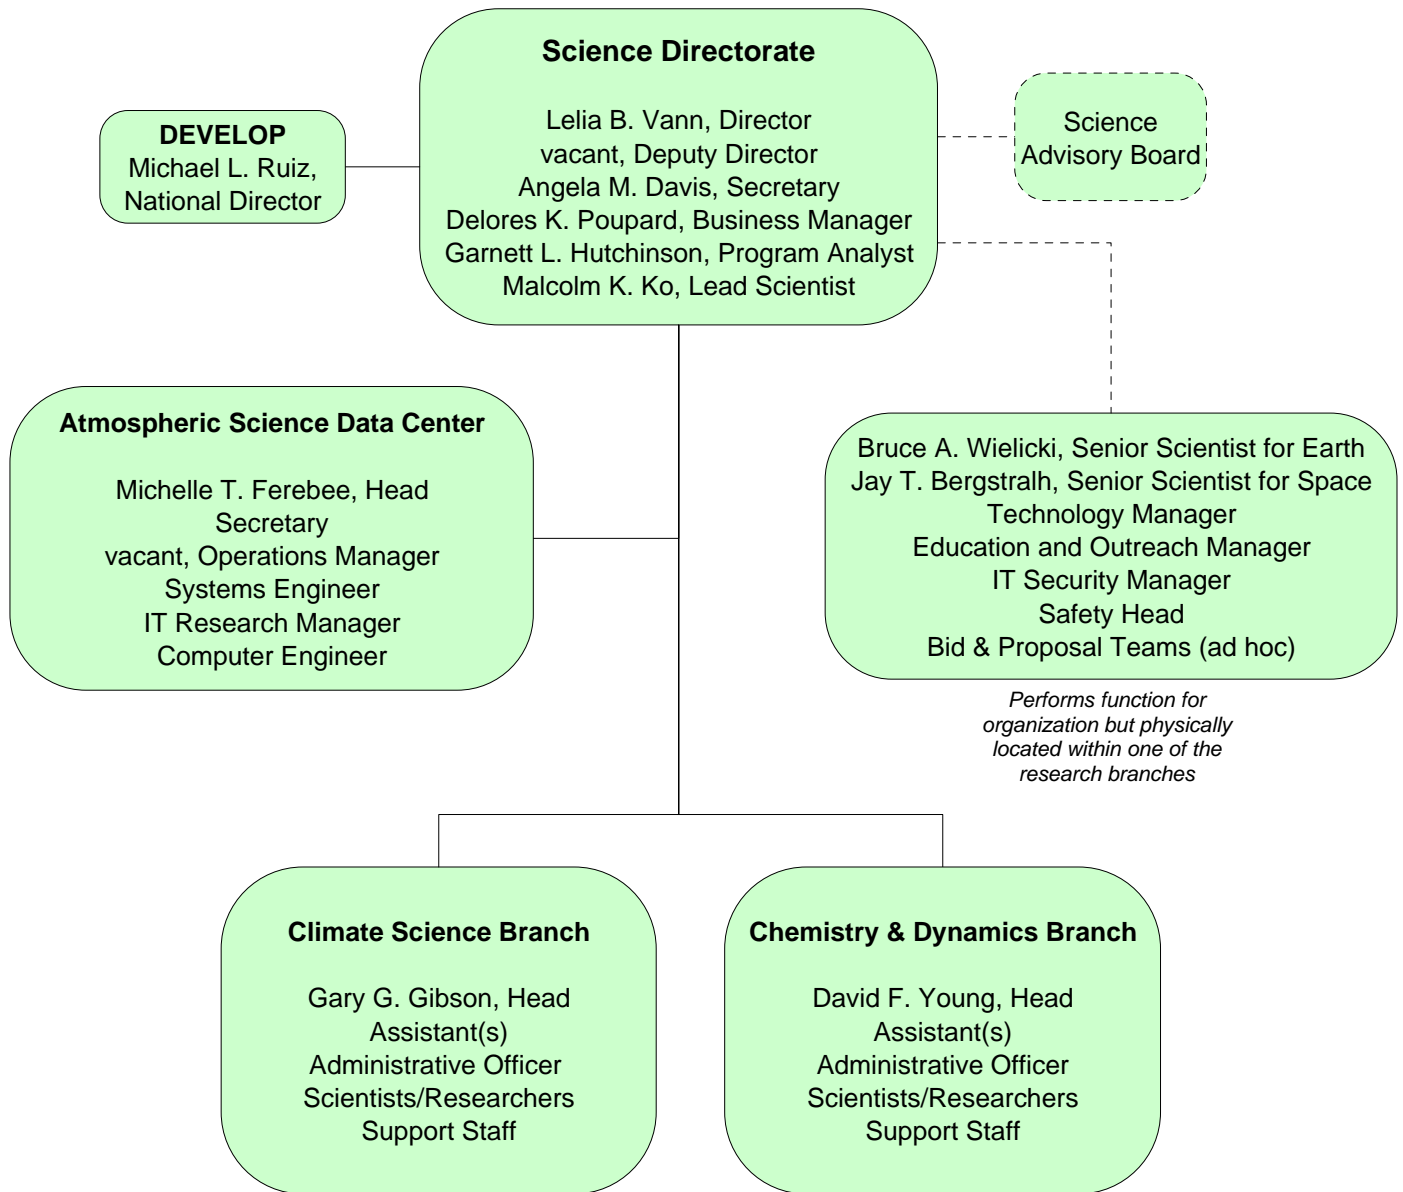 Science Directorate
Lelia B. Vann, Director
vacant, Deputy Director
Angela M. Davis, Secretary
Delores K. Poupard, Business Manager
Garnett L. Hutchinson, Program Analyst
Malcolm K. Ko, Lead Scientist
DEVELOP
Michael L. Ruiz,
National Director
Science
Advisory Board
Atmospheric Science Data Center
Michelle T. Ferebee, Head
Secretary
vacant, Operations Manager
Systems Engineer
IT Research Manager
Computer Engineer
Bruce A. Wielicki, Senior Scientist for Earth
Jay T. Bergstralh, Senior Scientist for Space
Technology Manager
Education and Outreach Manager
IT Security Manager
Safety Head
Bid & Proposal Teams (ad hoc)
Performs function for
organization but physically
located within one of the
research branches
Climate Science Branch
Gary G. Gibson, Head
Assistant(s)
Administrative Officer
Scientists/Researchers
Support Staff
Chemistry & Dynamics Branch
David F. Young, Head
Assistant(s)
Administrative Officer
Scientists/Researchers
Support Staff